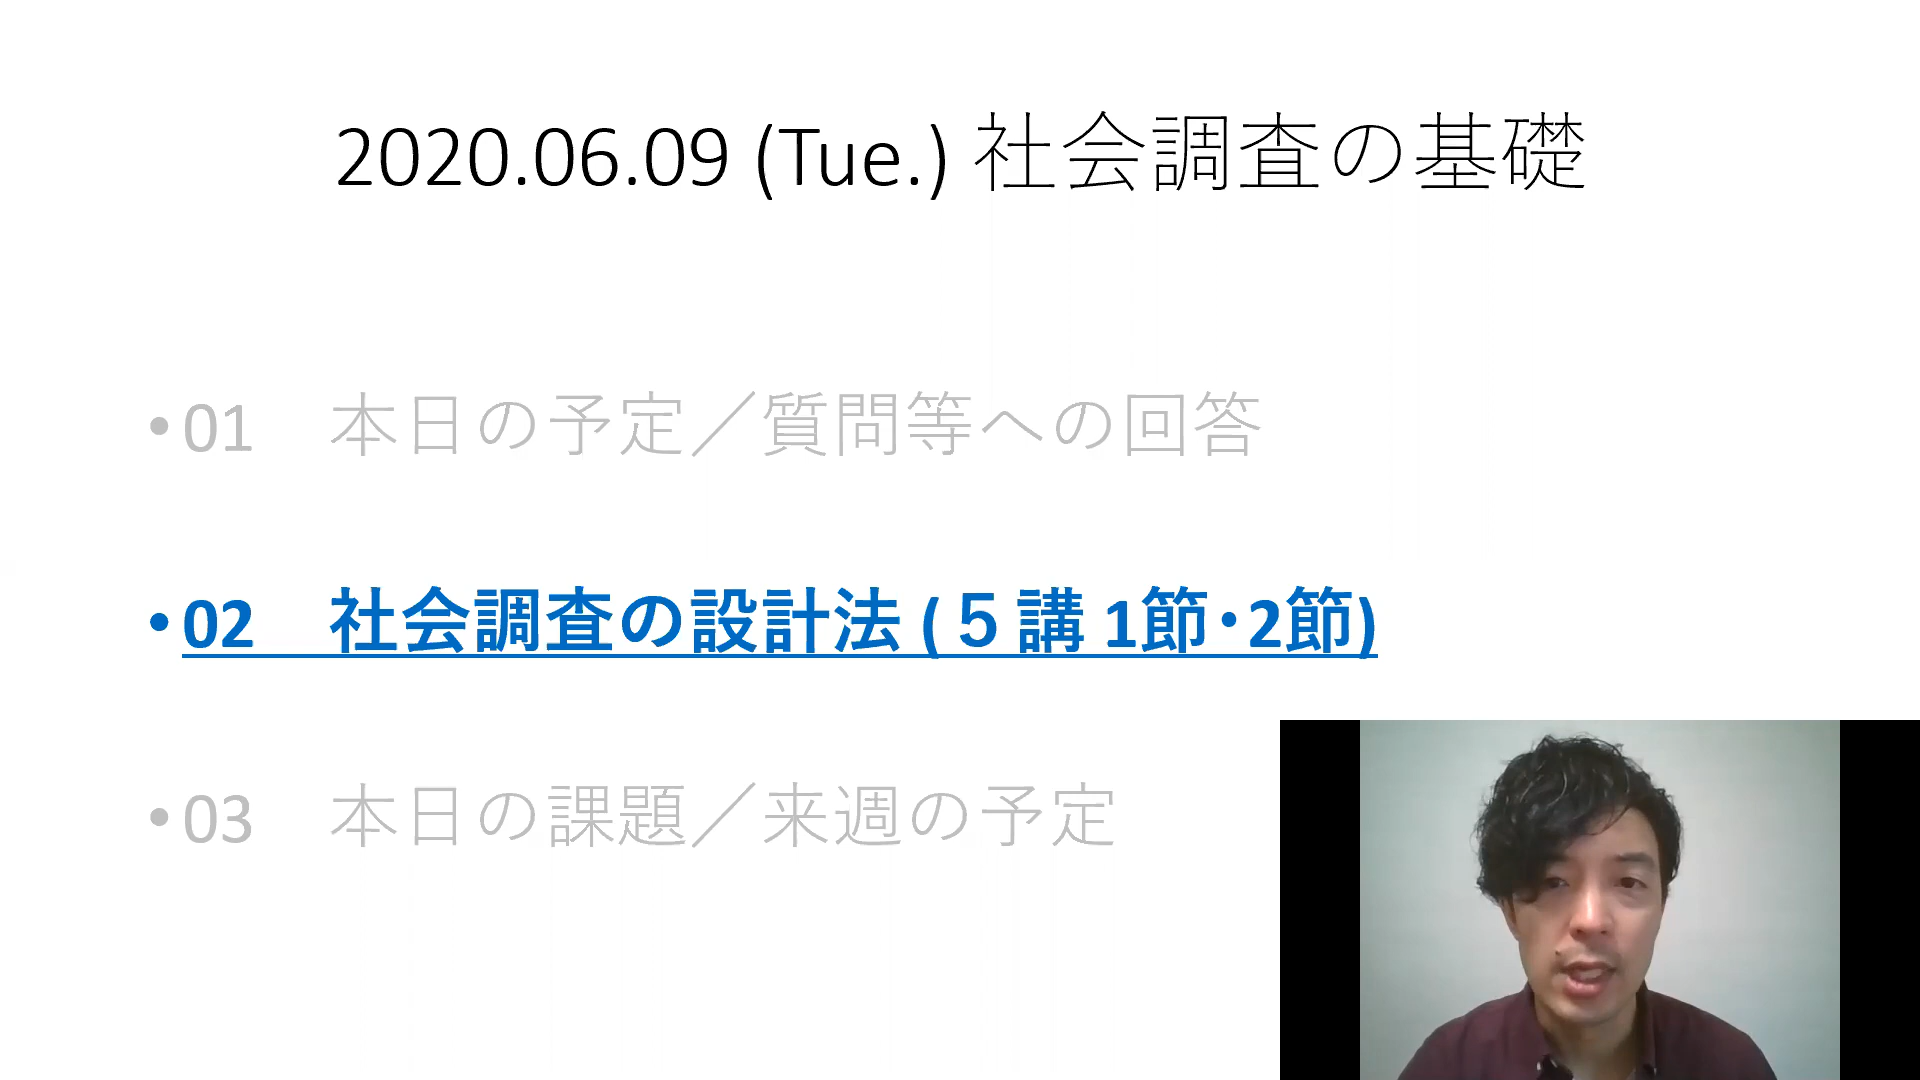 2020.06.09 (Tue.) 社会調査の基礎
•01　本日の予定／質問等への回答
•02　社会調査の設計法 (５講 1節･2節)
•03　本日の課題／来週の予定